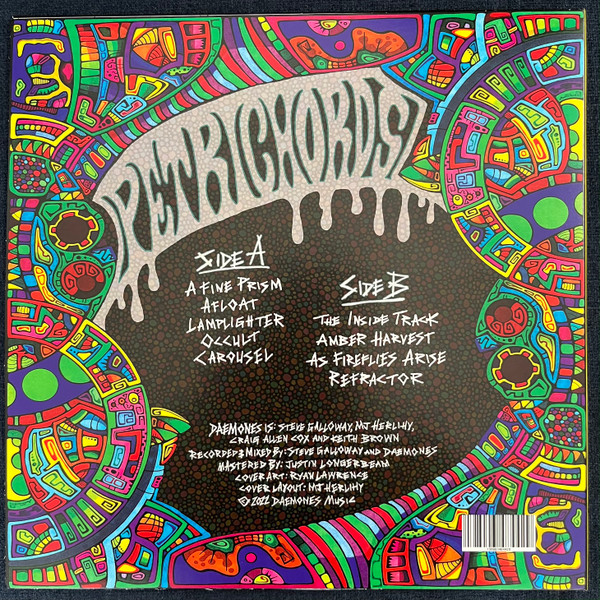 PETRICHORDS!
SIDE A
A FINE PRISM
AFLOAT
LAMPLIGHTER
OCCULT
CAROUSEL
SIDE B
THE INSIDE TRACK
AMBER HARVEST
AS FIREFLIES ARISE
REFRACTOR
DAEMONES IS: STEVE GALLOWAY, MJ HERLIHY,
CRAIG ALLEN COX AND KEITH BROWN
RECORDED & MIXED BY: STEVE GALLOWAY AND DAEMONES
MASTERED BY: JUSTIN LONGERBEAM
COVER ART: RYAN LAWRENCE
COVER LAYOUT: MJ HERLIHY
© 2022 DAEMONES MUSIC